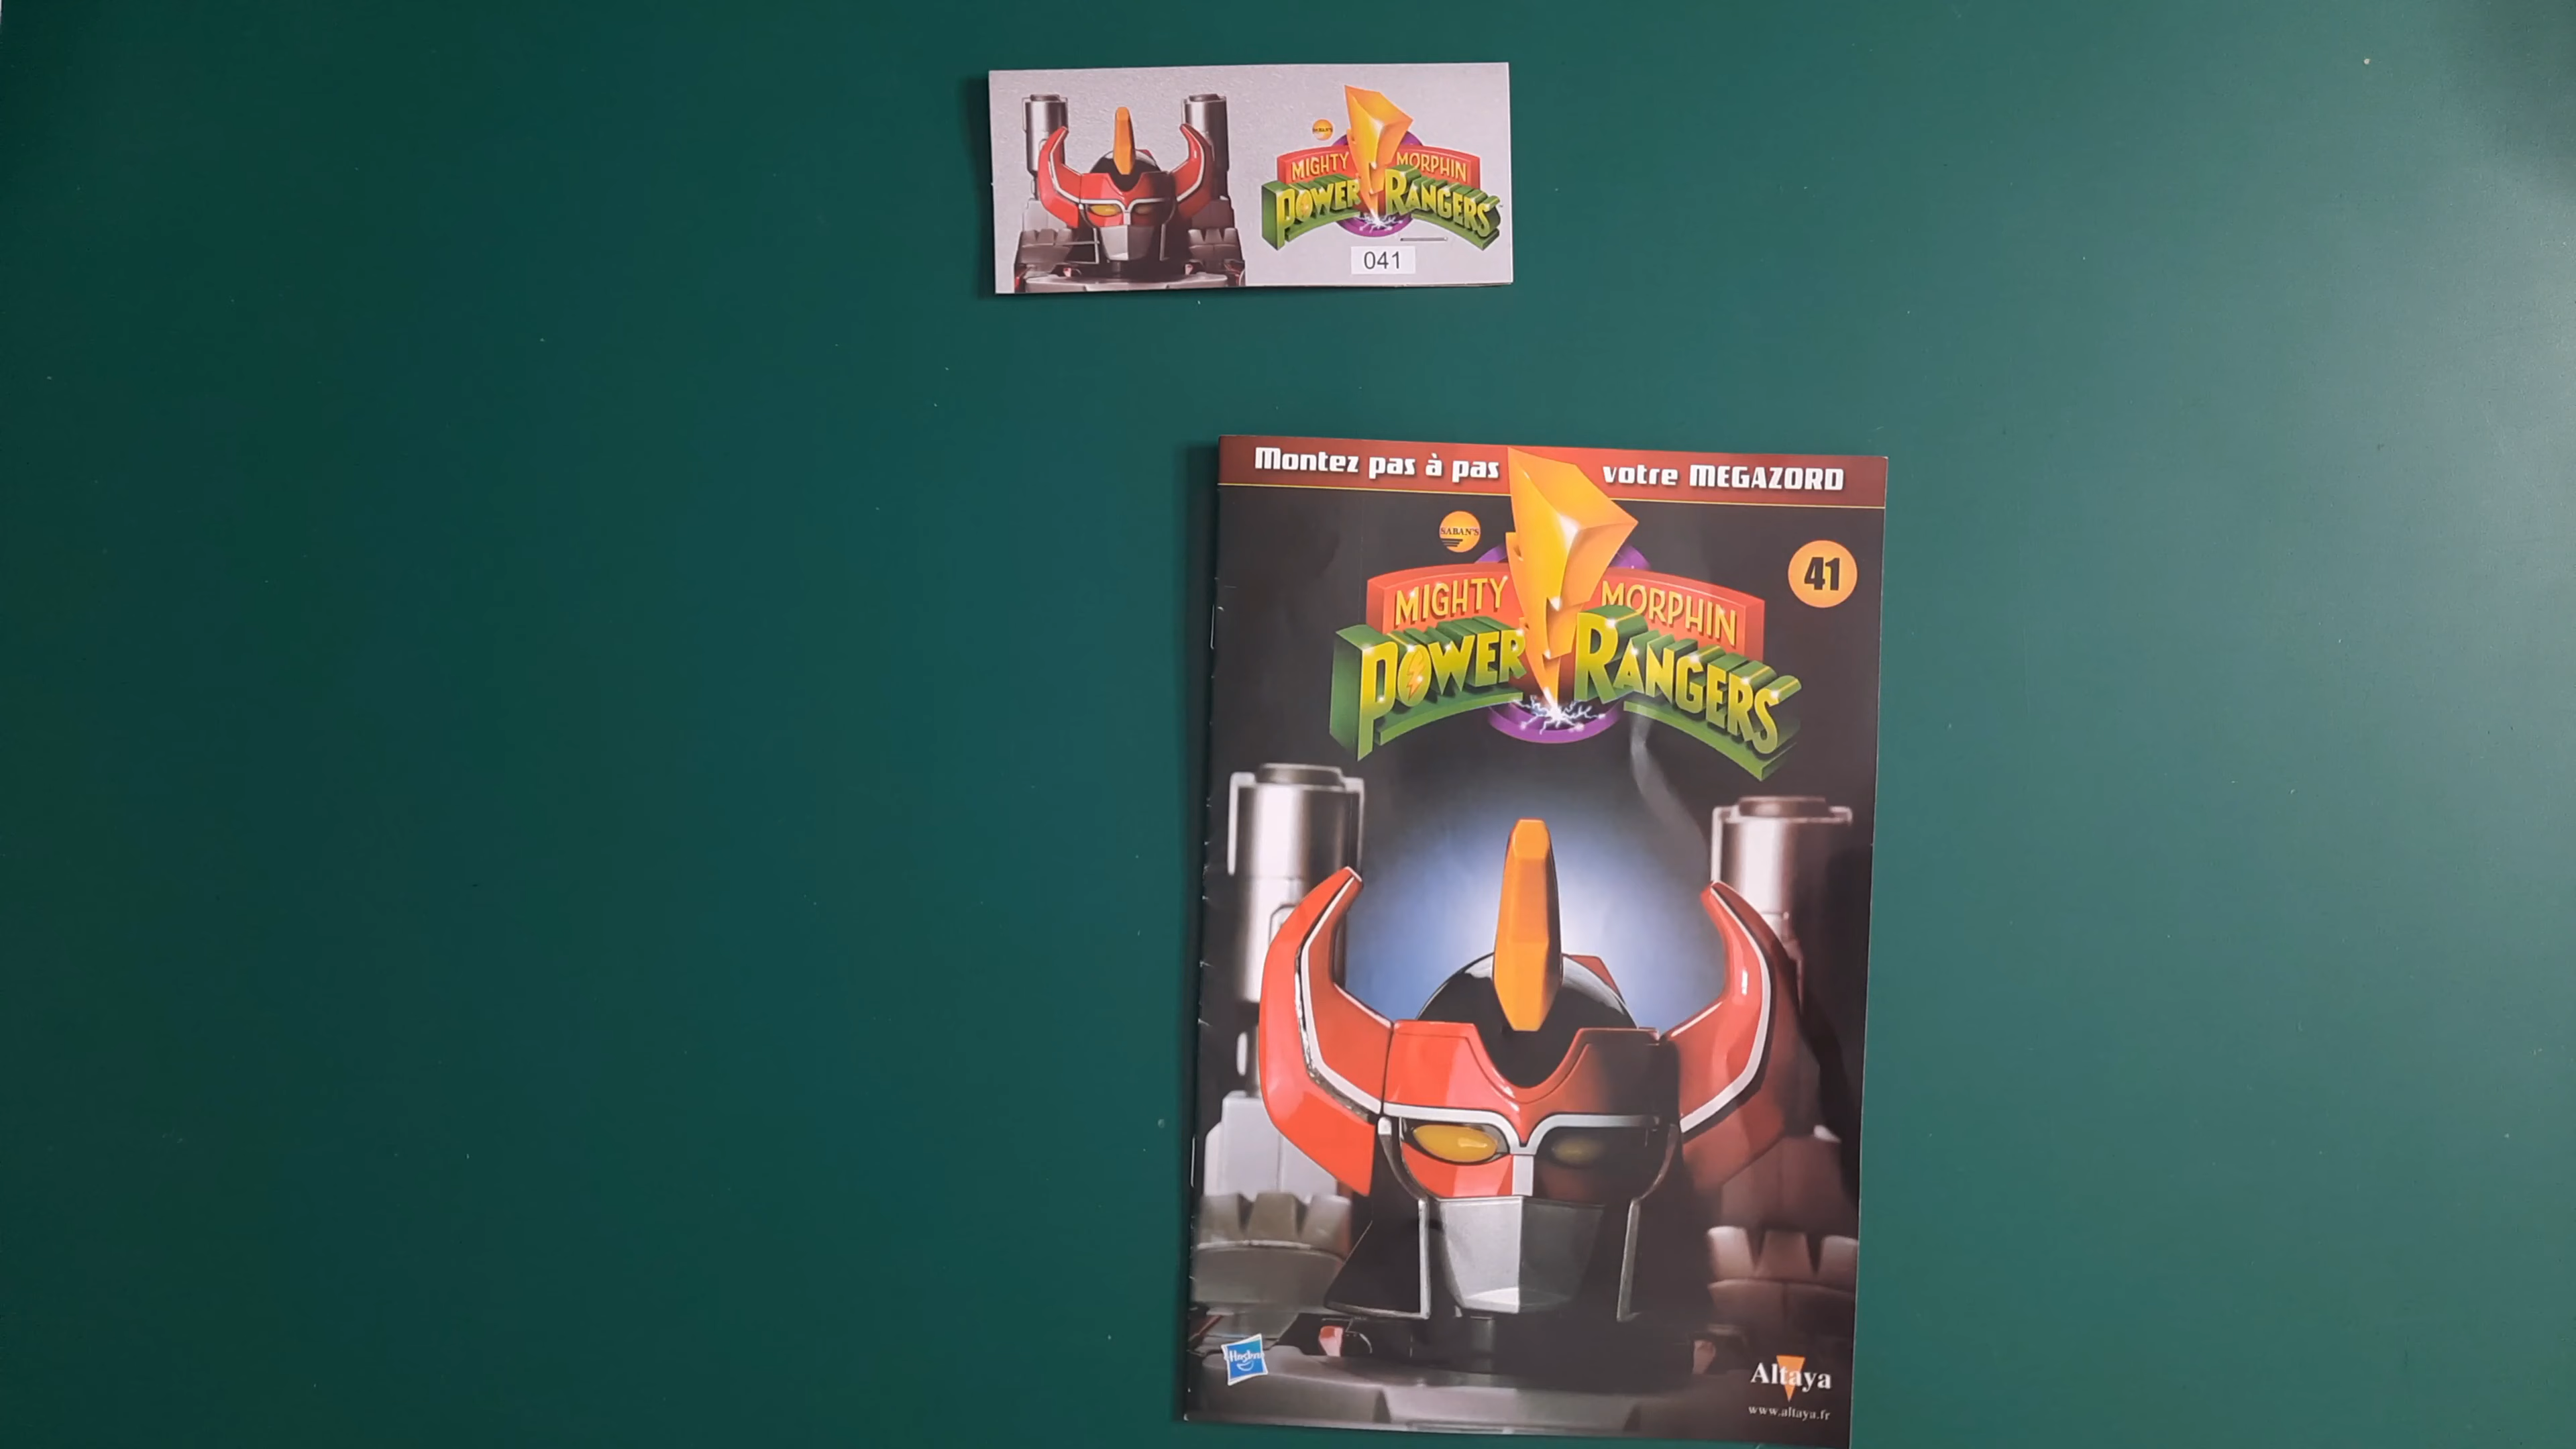 SABAN'S
MIGHTY MORPHIN
POWER RANGERS
041
Montez pas à pas votre MEGAZORD
SABAN'S
41
MIGHTY MORPHIN
POWER RANGERS
Hasbro
Altaya
www.altaya.fr